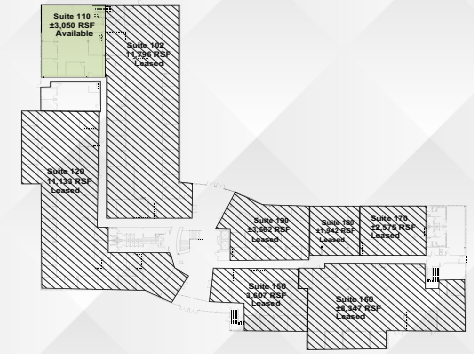 Suite 110
±3,050 RSF
Available
Suite 102
11,796 RSF
Leased
Suite 120
11,133 RSF
Leased
Suite 190
±3,562 RSF
Leased
Suite 180
±1,942 RSF
Leased
Suite 170
±2,875 RSF
Leased
Suite 150
3,607 RSF
Leased
Suite 160
±8,347 RSF
Leased